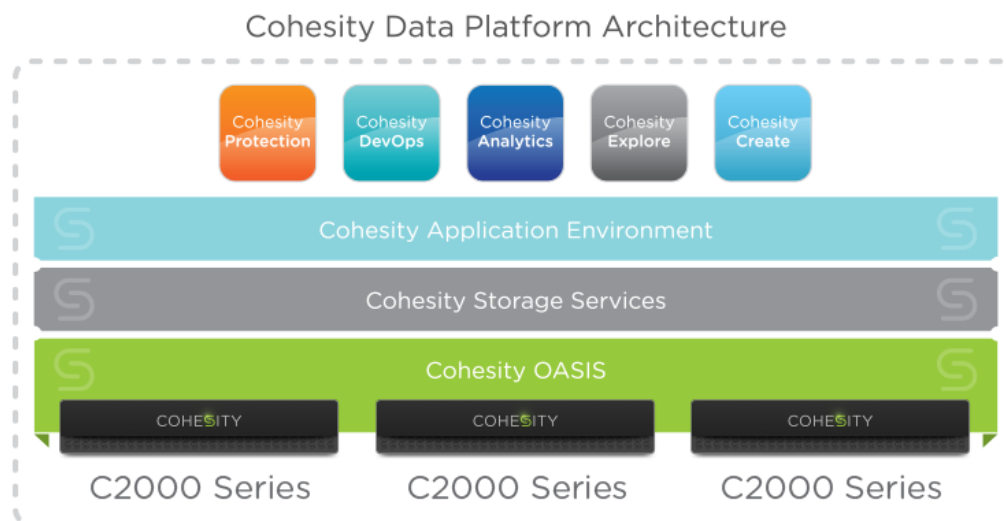 Cohesity Data Platform Architecture
Cohesity
Protection
Cohesity
DevOps
Cohesity
Analytics
Cohesity
Explore
Cohesity
Create
Cohesity Application Environment
Cohesity Storage Services
Cohesity OASIS
COHESITY
COHESITY
COHESITY
C2000 Series
C2000 Series
C2000 Series